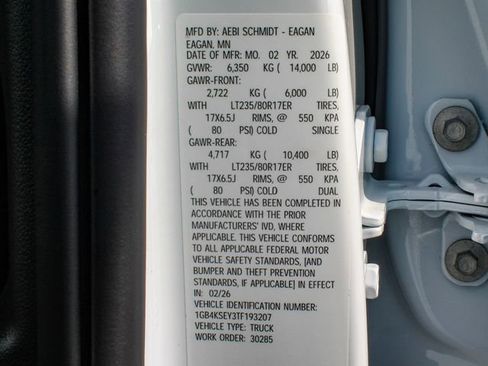 MFD BY: AEBI SCHMIDT - EAGAN
EAGAN, MN
DATE OF MFR: MO. 02 YR. 2026
GVWR: 6,350 KG ( 14,000 LB)
GAWR-FRONT:
2,722 KG ( 6,000 LB)
WITH LT235/80R17ER TIRES,
17X6.5J RIMS, @ 550 KPA
( 80 PSI) COLD SINGLE
GAWR-REAR:
4,717 KG ( 10,400 LB)
WITH LT235/80R17ER TIRES,
17X6.5J RIMS, @ 550 KPA
( 80 PSI) COLD DUAL
THIS VEHICLE HAS BEEN COMPLETED IN
ACCORDANCE WITH THE PRIOR
MANUFACTURERS' IVD, WHERE
APPLICABLE. THIS VEHICLE CONFORMS
TO ALL APPLICABLE FEDERAL MOTOR
VEHICLE SAFETY STANDARDS, [AND
BUMPER AND THEFT PREVENTION
STANDARDS, IF APPLICABLE] IN EFFECT
IN: 02/26
VEHICLE IDENTIFICATION NUMBER:
1GB4KSEY3TF193207
VEHICLE TYPE: TRUCK
WORK ORDER: 30285